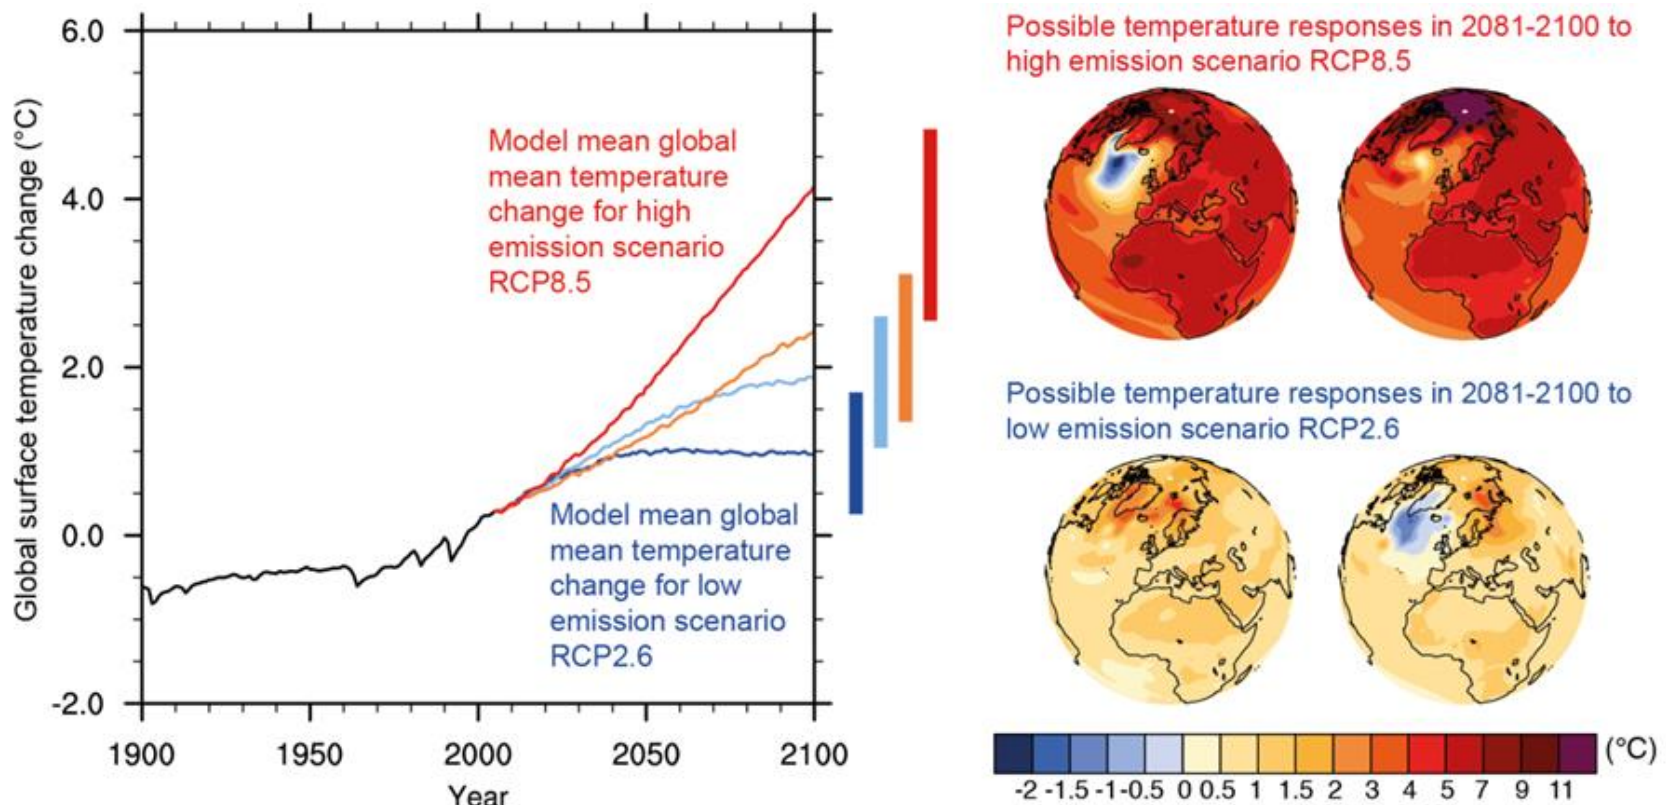 6.0
4.0
2.0
0.0
-2.0
Global surface temperature change (°C)
1900 1950 2000 2050 2100
Year
Model mean global
mean temperature
change for high
emission scenario
RCP8.5
Model mean global
mean temperature
change for low
emission scenario
RCP2.6
Possible temperature responses in 2081-2100 to
high emission scenario RCP8.5
Possible temperature responses in 2081-2100 to
low emission scenario RCP2.6
(°C)
-2 -1.5 -1 -0.5 0 0.5 1 1.5 2 3 4 5 7 9 11